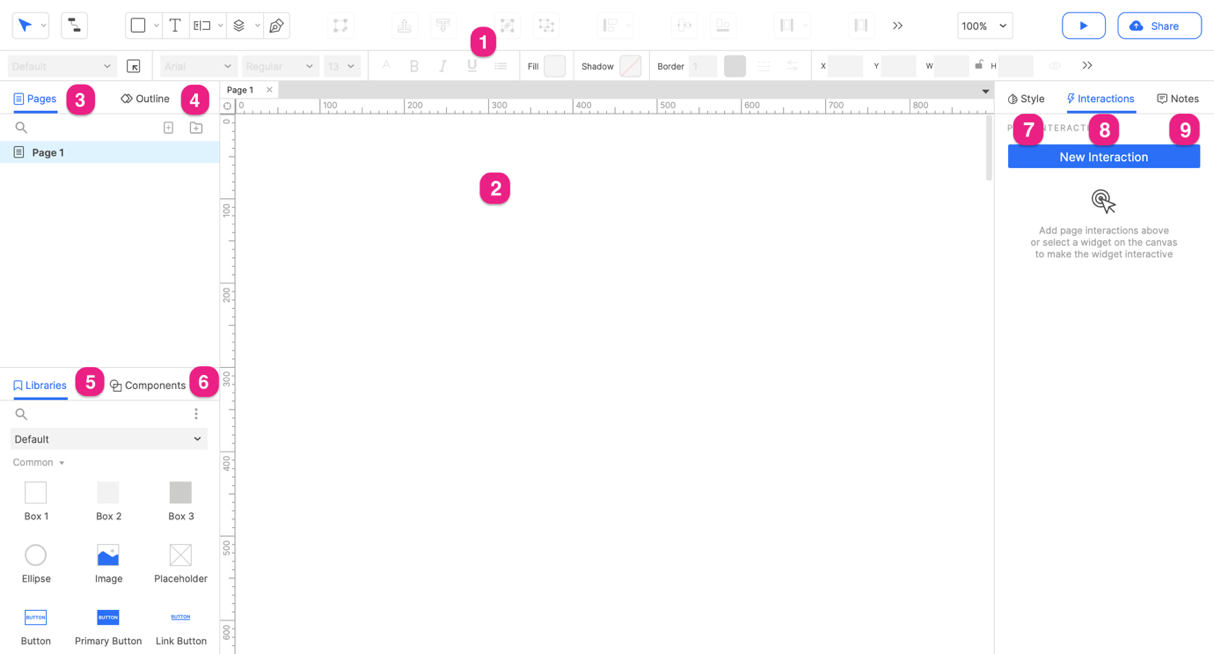 100%
Share
1
Default
Arial
Regular
13
A
B
I
U
Fill
Shadow
Border
1
X
Y
W
H
Pages
3
Outline
4
Page 1
Style
Interactions
Notes
0 100 200 300 400 500 600 700 800
7
8
9
New Interaction
Page 1
2
0
100
200
300
400
500
600
Add page interactions above
or select a widget on the canvas
to make the widget interactive
Libraries
5
Components
6
Default
Common
Box 1
Box 2
Box 3
Ellipse
Image
Placeholder
BUTTON
BUTTON
BUTTON
Button
Primary Button
Link Button